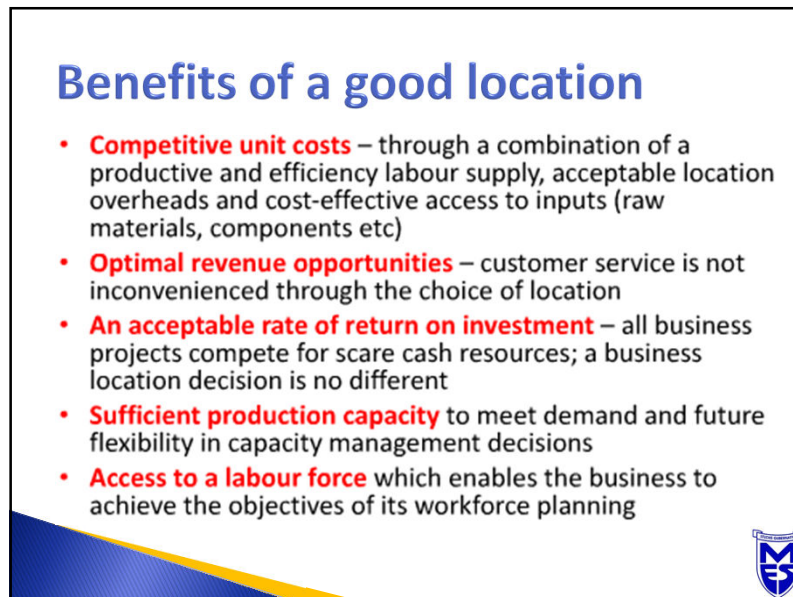 Benefits of a good location
• Competitive unit costs – through a combination of a
productive and efficiency labour supply, acceptable location
overheads and cost-effective access to inputs (raw
materials, components etc)
• Optimal revenue opportunities – customer service is not
inconvenienced through the choice of location
• An acceptable rate of return on investment – all business
projects compete for scare cash resources; a business
location decision is no different
• Sufficient production capacity to meet demand and future
flexibility in capacity management decisions
• Access to a labour force which enables the business to
achieve the objectives of its workforce planning
M
ES